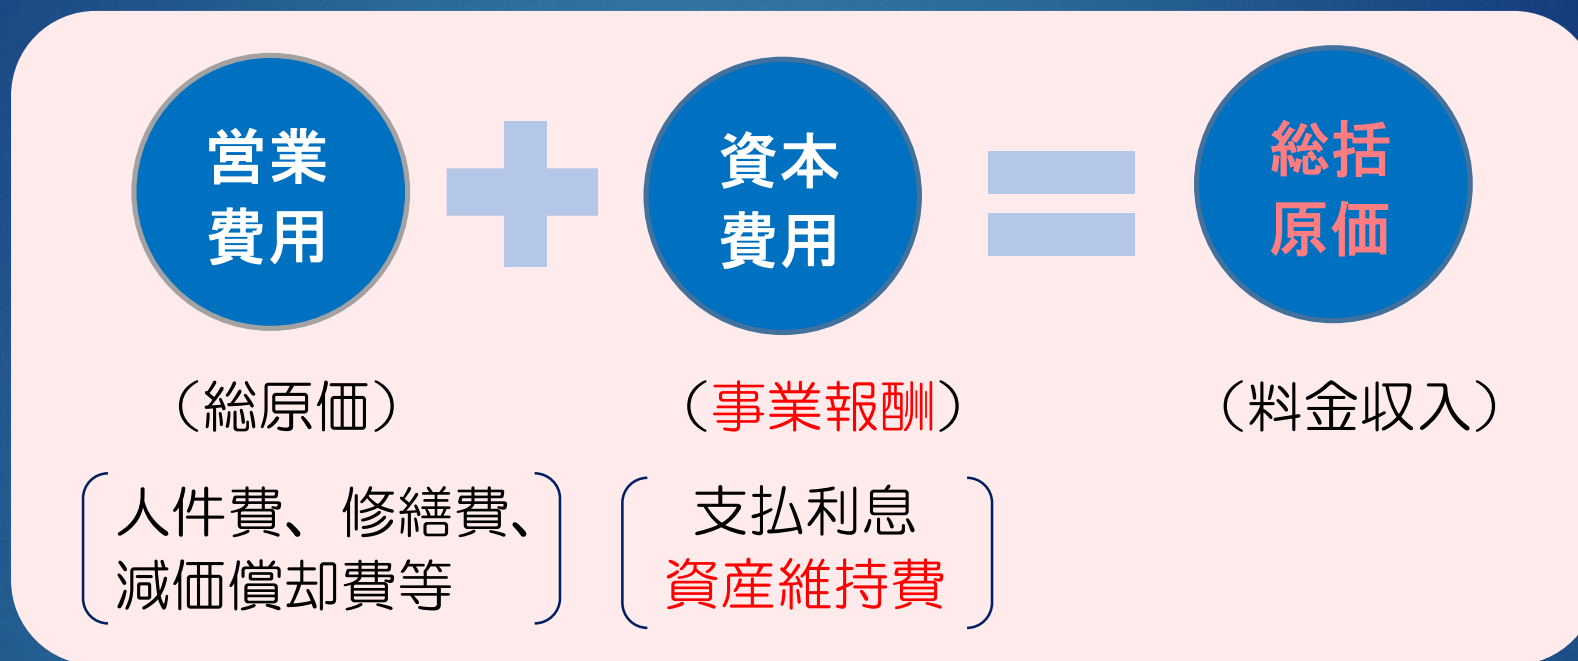 営業
費用
資本
費用
総括
原価
（総原価）
（事業報酬）
（料金収入）
人件費、修繕費、
減価償却費等
支払利息
資産維持費